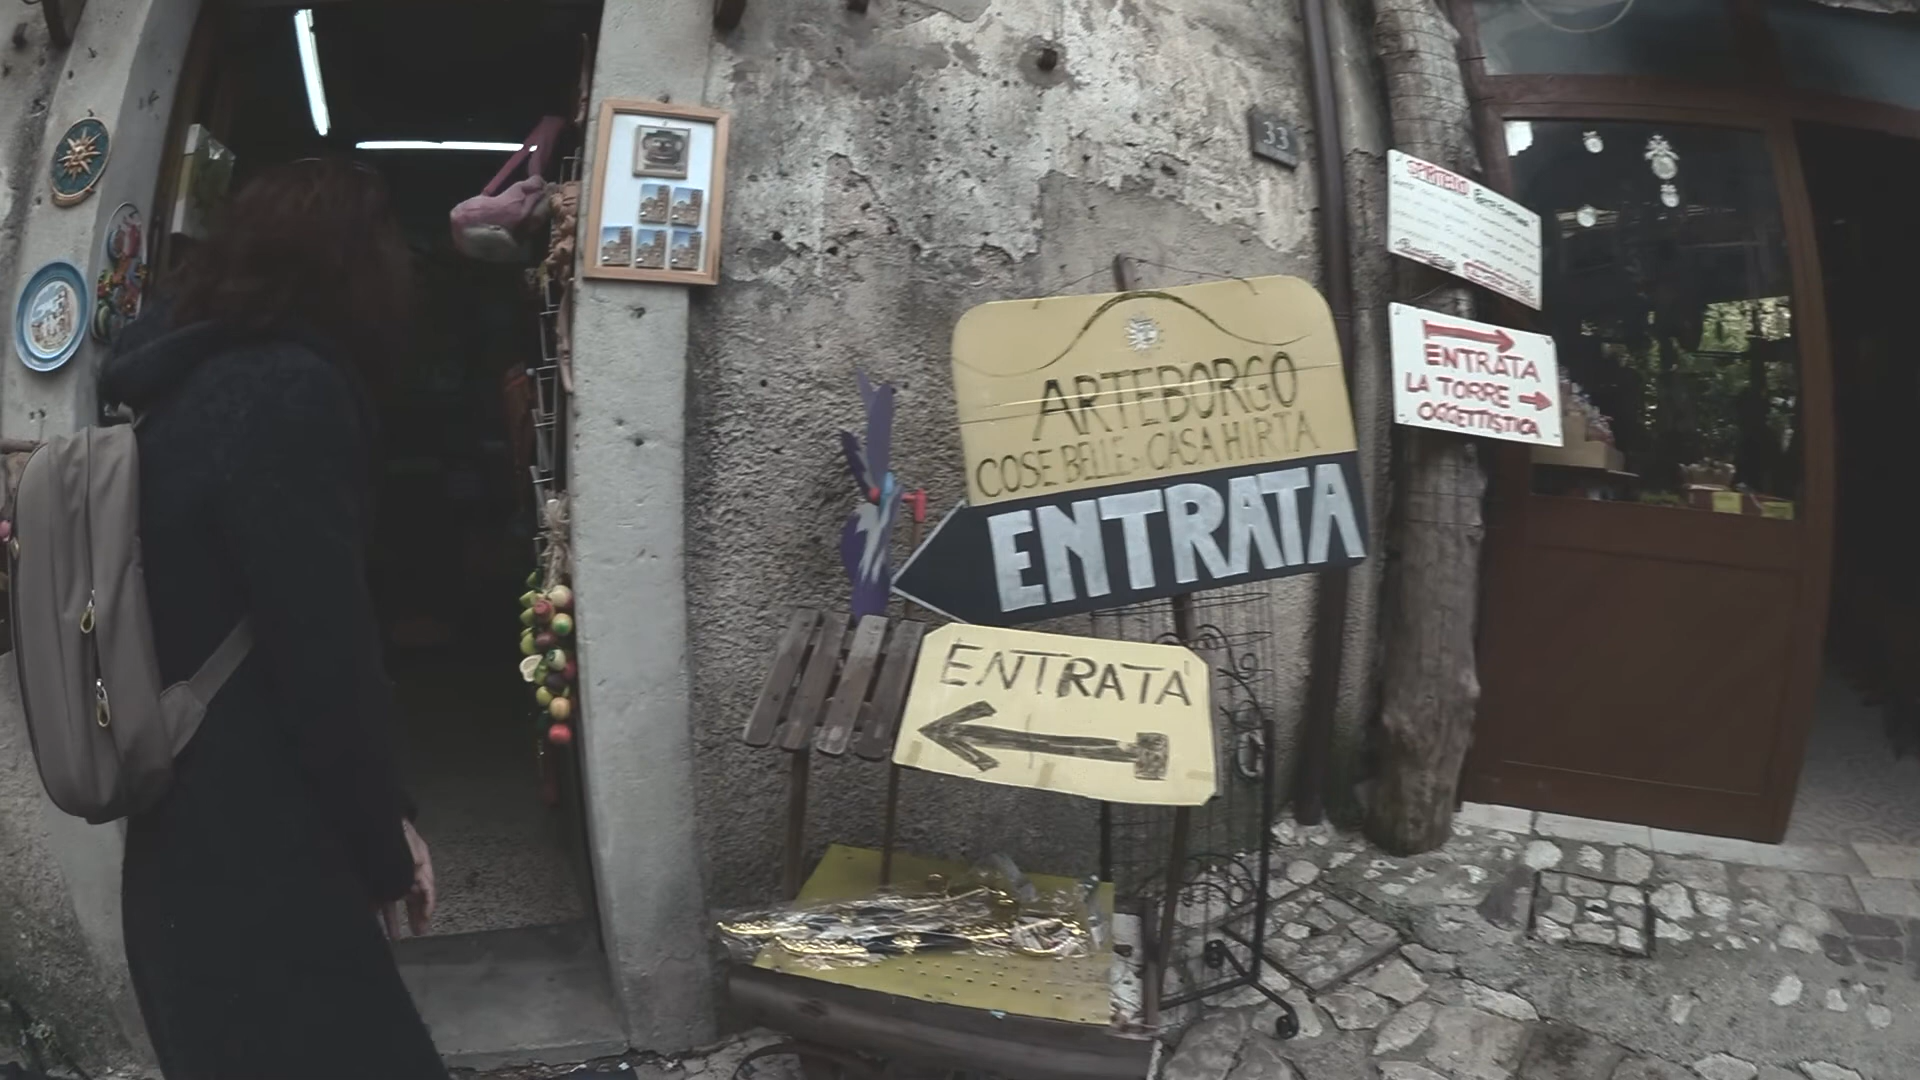 33
ARTEBORGO
COSE BELLE CASA HIRTA
ENTRATA
ENTRATA
ENTRATA
LA TORRE
OGGETTISTICA